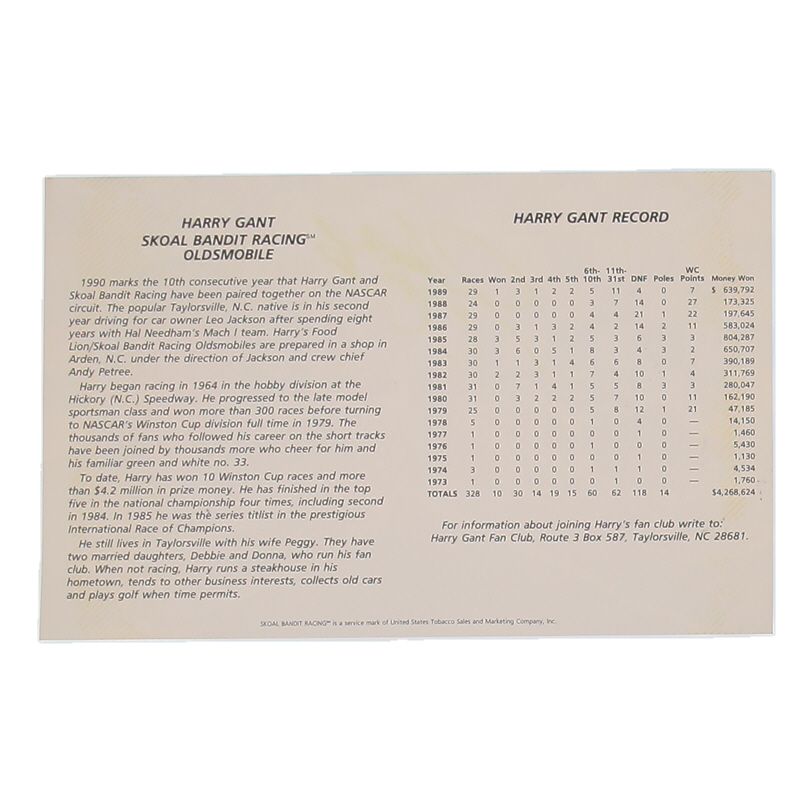 HARRY GANT
SKOAL BANDIT RACING℠
OLDSMOBILE
1990 marks the 10th consecutive year that Harry Gant and
Skoal Bandit Racing have been paired together on the NASCAR
circuit. The popular Taylorsville, N.C. native is in his second
year driving for car owner Leo Jackson after spending eight
years with Hal Needham's Mach I team. Harry's Food
Lion/Skoal Bandit Racing Oldsmobiles are prepared in a shop in
Arden, N.C. under the direction of Jackson and crew chief
Andy Petree.
Harry began racing in 1964 in the hobby division at the
Hickory (N.C.) Speedway. He progressed to the late model
sportsman class and won more than 300 races before turning
to NASCAR's Winston Cup division full time in 1979. The
thousands of fans who followed his career on the short tracks
have been joined by thousands more who cheer for him and
his familiar green and white no. 33.
To date, Harry has won 10 Winston Cup races and more
than $4.2 million in prize money. He has finished in the top
five in the national championship four times, including second
in 1984. In 1985 he was the series titlist in the prestigious
International Race of Champions.
He still lives in Taylorsville with his wife Peggy. They have
two married daughters, Debbie and Donna, who run his fan
club. When not racing, Harry runs a steakhouse in his
hometown, tends to other business interests, collects old cars
and plays golf when time permits.
HARRY GANT RECORD
6th- 11th- WC
Year Races Won 2nd 3rd 4th 5th 10th 31st DNF Poles Points Money Won
1989 29 1 3 1 2 2 5 11 4 0 7 $ 639,792
1988 24 0 0 0 0 0 3 7 14 0 27 173,325
1987 29 0 0 0 0 0 4 4 21 1 22 197,645
1986 29 0 3 1 3 2 4 2 14 2 11 583,024
1985 28 3 5 3 1 2 5 3 6 3 3 804,287
1984 30 3 6 0 5 1 8 3 4 3 2 650,707
1983 30 1 1 3 1 4 6 6 8 0 7 390,189
1982 30 2 2 3 1 1 7 4 10 1 4 311,769
1981 31 0 7 1 4 1 5 5 8 3 3 280,047
1980 31 0 3 2 2 2 5 7 10 0 11 162,190
1979 25 0 0 0 0 0 5 8 12 1 21 47,185
1978 5 0 0 0 0 0 1 0 4 0 — 14,150
1977 1 0 0 0 0 0 0 0 1 0 — 1,460
1976 1 0 0 0 0 0 1 0 0 0 — 5,430
1975 1 0 0 0 0 0 0 0 1 0 — 1,130
1974 3 0 0 0 0 0 1 1 1 0 — 4,534
1973 1 0 0 0 0 0 0 1 0 0 — 1,760
TOTALS 328 10 30 14 19 15 60 62 118 14 $4,268,624
For information about joining Harry's fan club write to:
Harry Gant Fan Club, Route 3 Box 587, Taylorsville, NC 28681.
SKOAL BANDIT RACING℠ is a service mark of United States Tobacco Sales and Marketing Company, Inc.